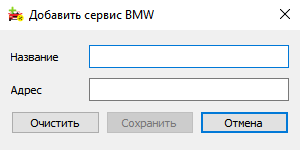 Добавить сервис BMW
Название
Адрес
Очистить Сохранить Отмена